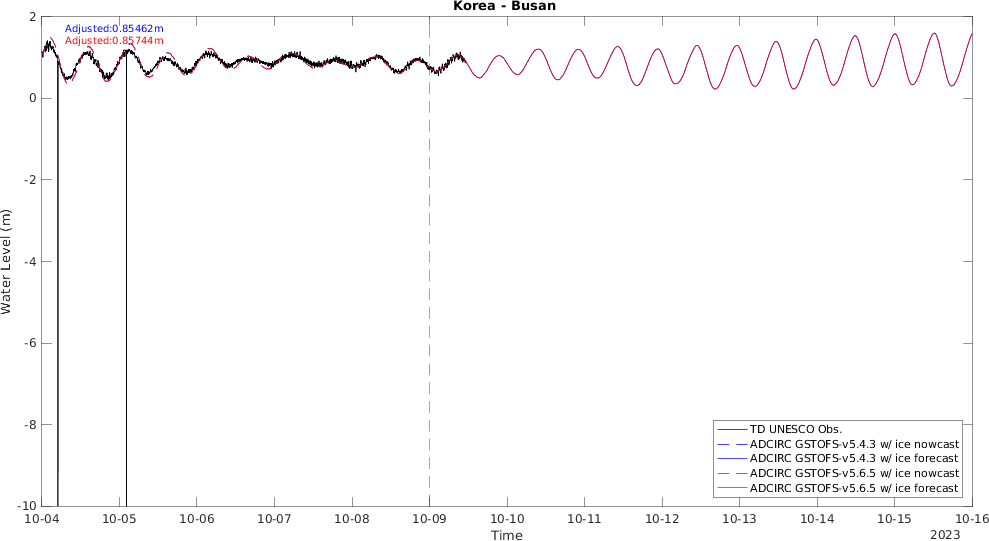 Korea - Busan
Adjusted:0.85462m
Adjusted:0.85744m
2
0
-2
-4
-6
-8
-10
Water Level (m)
TD UNESCO Obs.
ADCIRC GSTOFS-v5.4.3 w/ ice nowcast
ADCIRC GSTOFS-v5.4.3 w/ ice forecast
ADCIRC GSTOFS-v5.6.5 w/ ice nowcast
ADCIRC GSTOFS-v5.6.5 w/ ice forecast
10-04 10-05 10-06 10-07 10-08 10-09 10-10 10-11 10-12 10-13 10-14 10-15 10-16
Time
2023